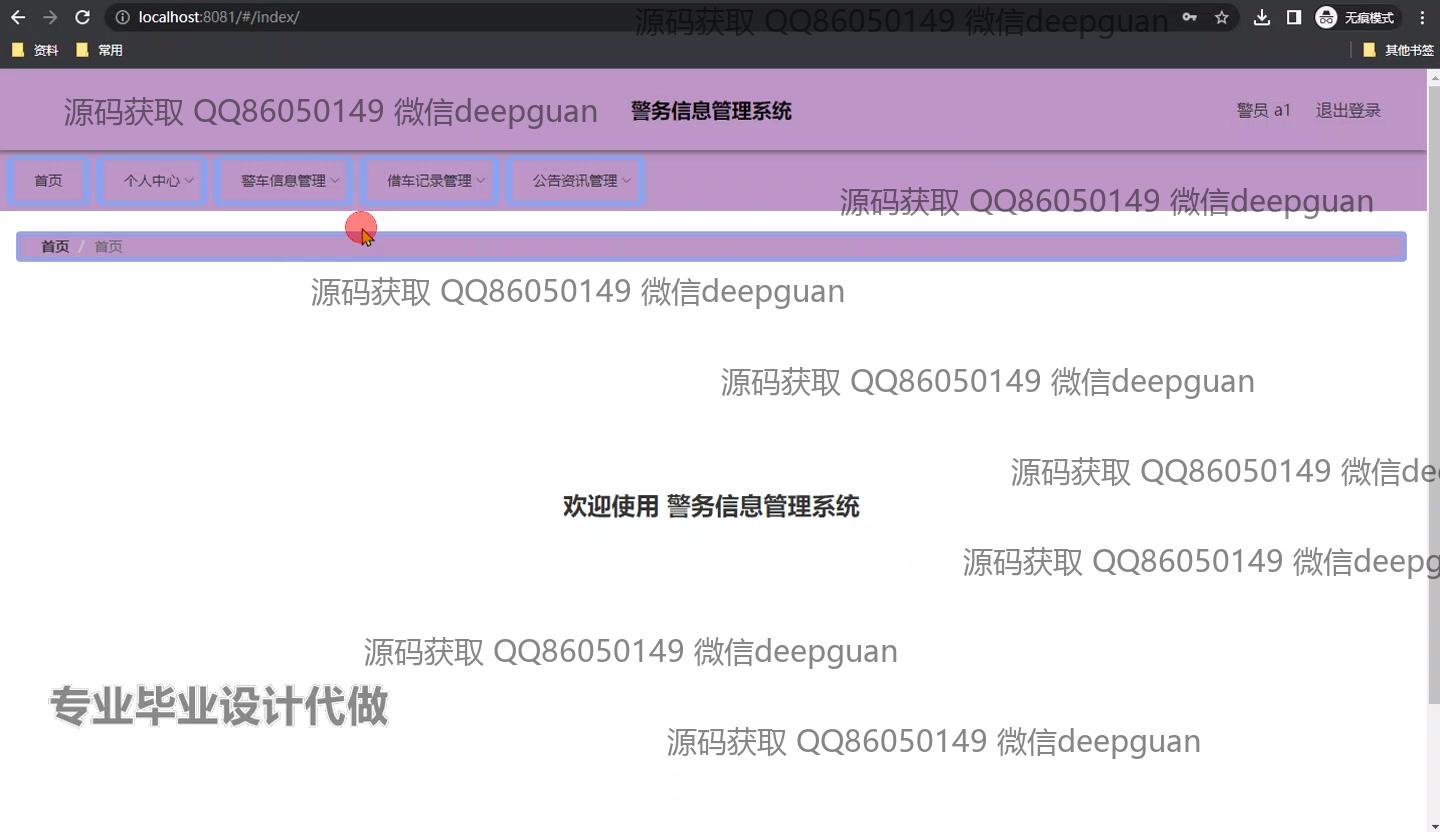 localhost:8081/#/index/
源码获取 QQ86050149 微信deepguan
无痕模式
资料
常用
其他书签
源码获取 QQ86050149 微信deepguan
警务信息管理系统
警员 a1
退出登录
首页
个人中心
警车信息管理
借车记录管理
公告资讯管理
源码获取 QQ86050149 微信deepguan
首页 / 首页
源码获取 QQ86050149 微信deepguan
源码获取 QQ86050149 微信deepguan
源码获取 QQ86050149 微信de
欢迎使用 警务信息管理系统
源码获取 QQ86050149 微信deepg
源码获取 QQ86050149 微信deepguan
专业毕业设计代做
源码获取 QQ86050149 微信deepguan